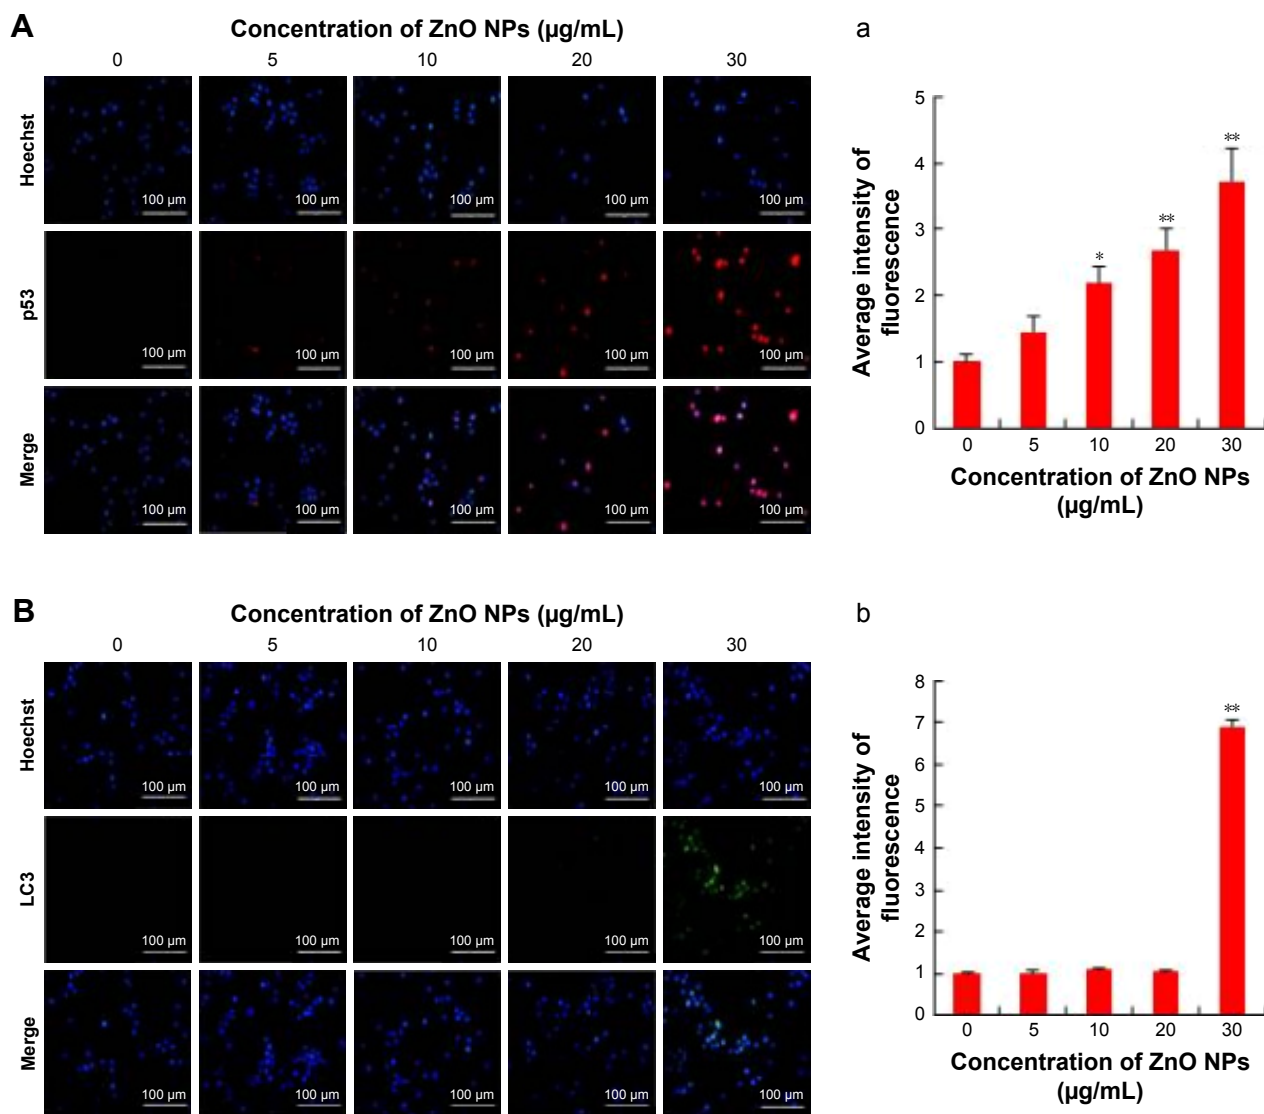 A
Concentration of ZnO NPs (µg/mL)
0 5 10 20 30
Hoechst
100 µm 100 µm 100 µm 100 µm 100 µm
p53
100 µm 100 µm 100 µm 100 µm 100 µm
Merge
100 µm 100 µm 100 µm 100 µm 100 µm
a
Average intensity of
fluorescence
5
4
3
2
1
0
* ** **
0 5 10 20 30
Concentration of ZnO NPs
(µg/mL)
B
Concentration of ZnO NPs (µg/mL)
0 5 10 20 30
Hoechst
100 µm 100 µm 100 µm 100 µm 100 µm
LC3
100 µm 100 µm 100 µm 100 µm 100 µm
Merge
100 µm 100 µm 100 µm 100 µm 100 µm
b
Average intensity of
fluorescence
8
7
6
5
4
3
2
1
0
**
0 5 10 20 30
Concentration of ZnO NPs
(µg/mL)